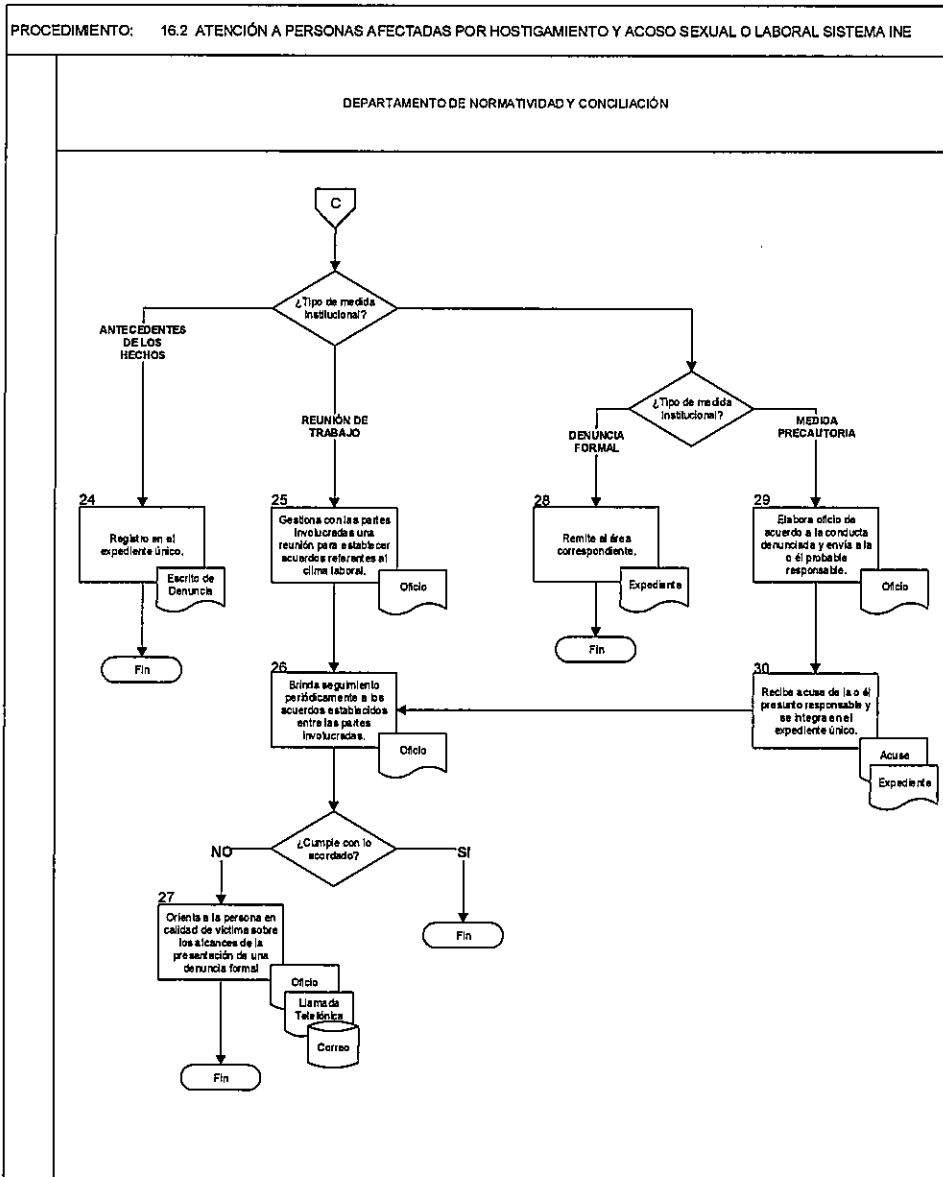 PROCEDIMIENTO: 16.2 ATENCIÓN A PERSONAS AFECTADAS POR HOSTIGAMIENTO Y ACOSO SEXUAL O LABORAL SISTEMA INE
DEPARTAMENTO DE NORMATIVIDAD Y CONCILIACIÓN
C
¿Tipo de medida
institucional?
ANTECEDENTES
DE LOS
HECHOS
REUNIÓN DE
TRABAJO
¿Tipo de medida
institucional?
DENUNCIA
FORMAL
MEDIDA
PRECAUTORIA
24
Registro en el
expediente único.
Escrito de
Denuncia
Fin
25
Gestiona con las partes
involucradas una
reunión para establecer
acuerdos referentes al
clima laboral.
Oficio
28
Remite al área
correspondiente.
Expediente
Fin
29
Elabora oficio de
acuerdo a la conducta
denunciada y envía a la
o él probable
responsable.
Oficio
26
Brinda seguimiento
periódicamente a los
acuerdos establecidos
entre las partes
involucradas.
Oficio
30
Recibe acuse de la o él
presunto responsable y
se integra en el
expediente único.
Acuse
Expediente
¿Cumple con lo
acordado?
NO
SÍ
27
Orienta a la persona en
calidad de víctima sobre
los alcances de la
presentación de una
denuncia formal
Oficio
Llamada
Telefónica
Correo
Fin
Fin